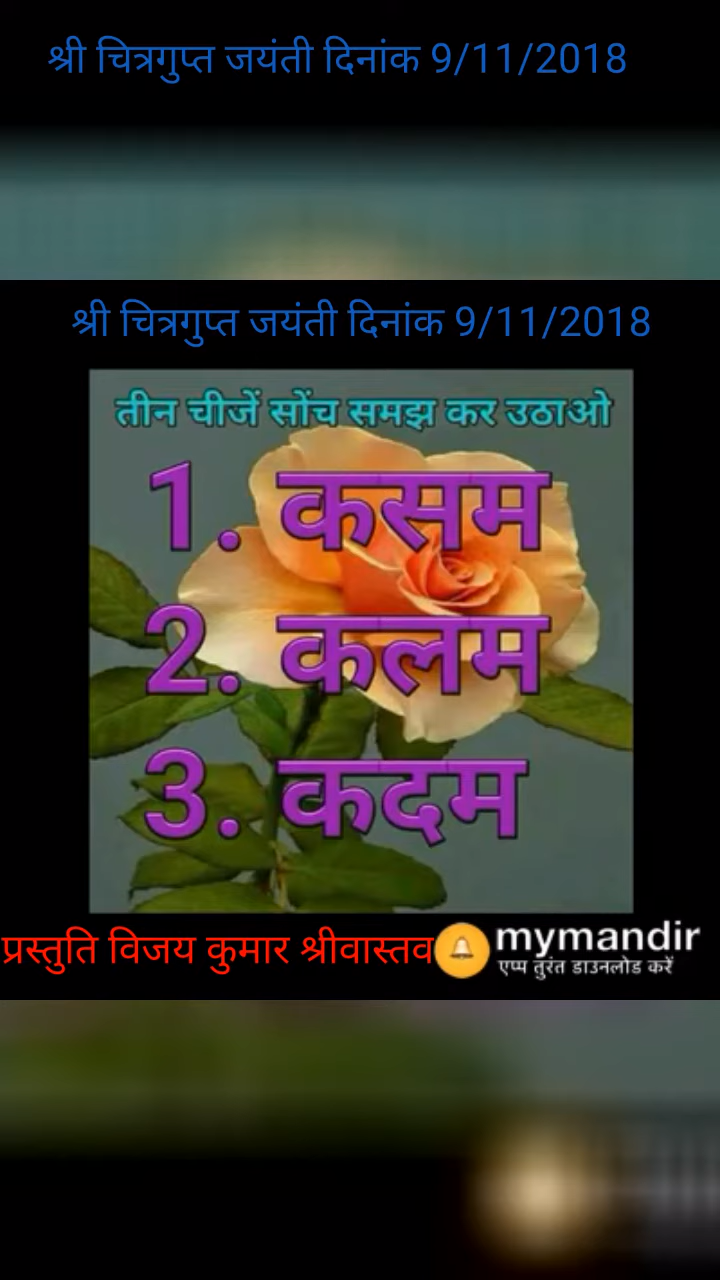 श्री चित्रगुप्त जयंती दिनांक 9/11/2018
श्री चित्रगुप्त जयंती दिनांक 9/11/2018
तीन चीजें सोंच समझ कर उठाओ
1. कसम
2. कलम
3. कदम
प्रस्तुति विजय कुमार श्रीवास्तव
mymandir
एप्प तुरंत डाउनलोड करें